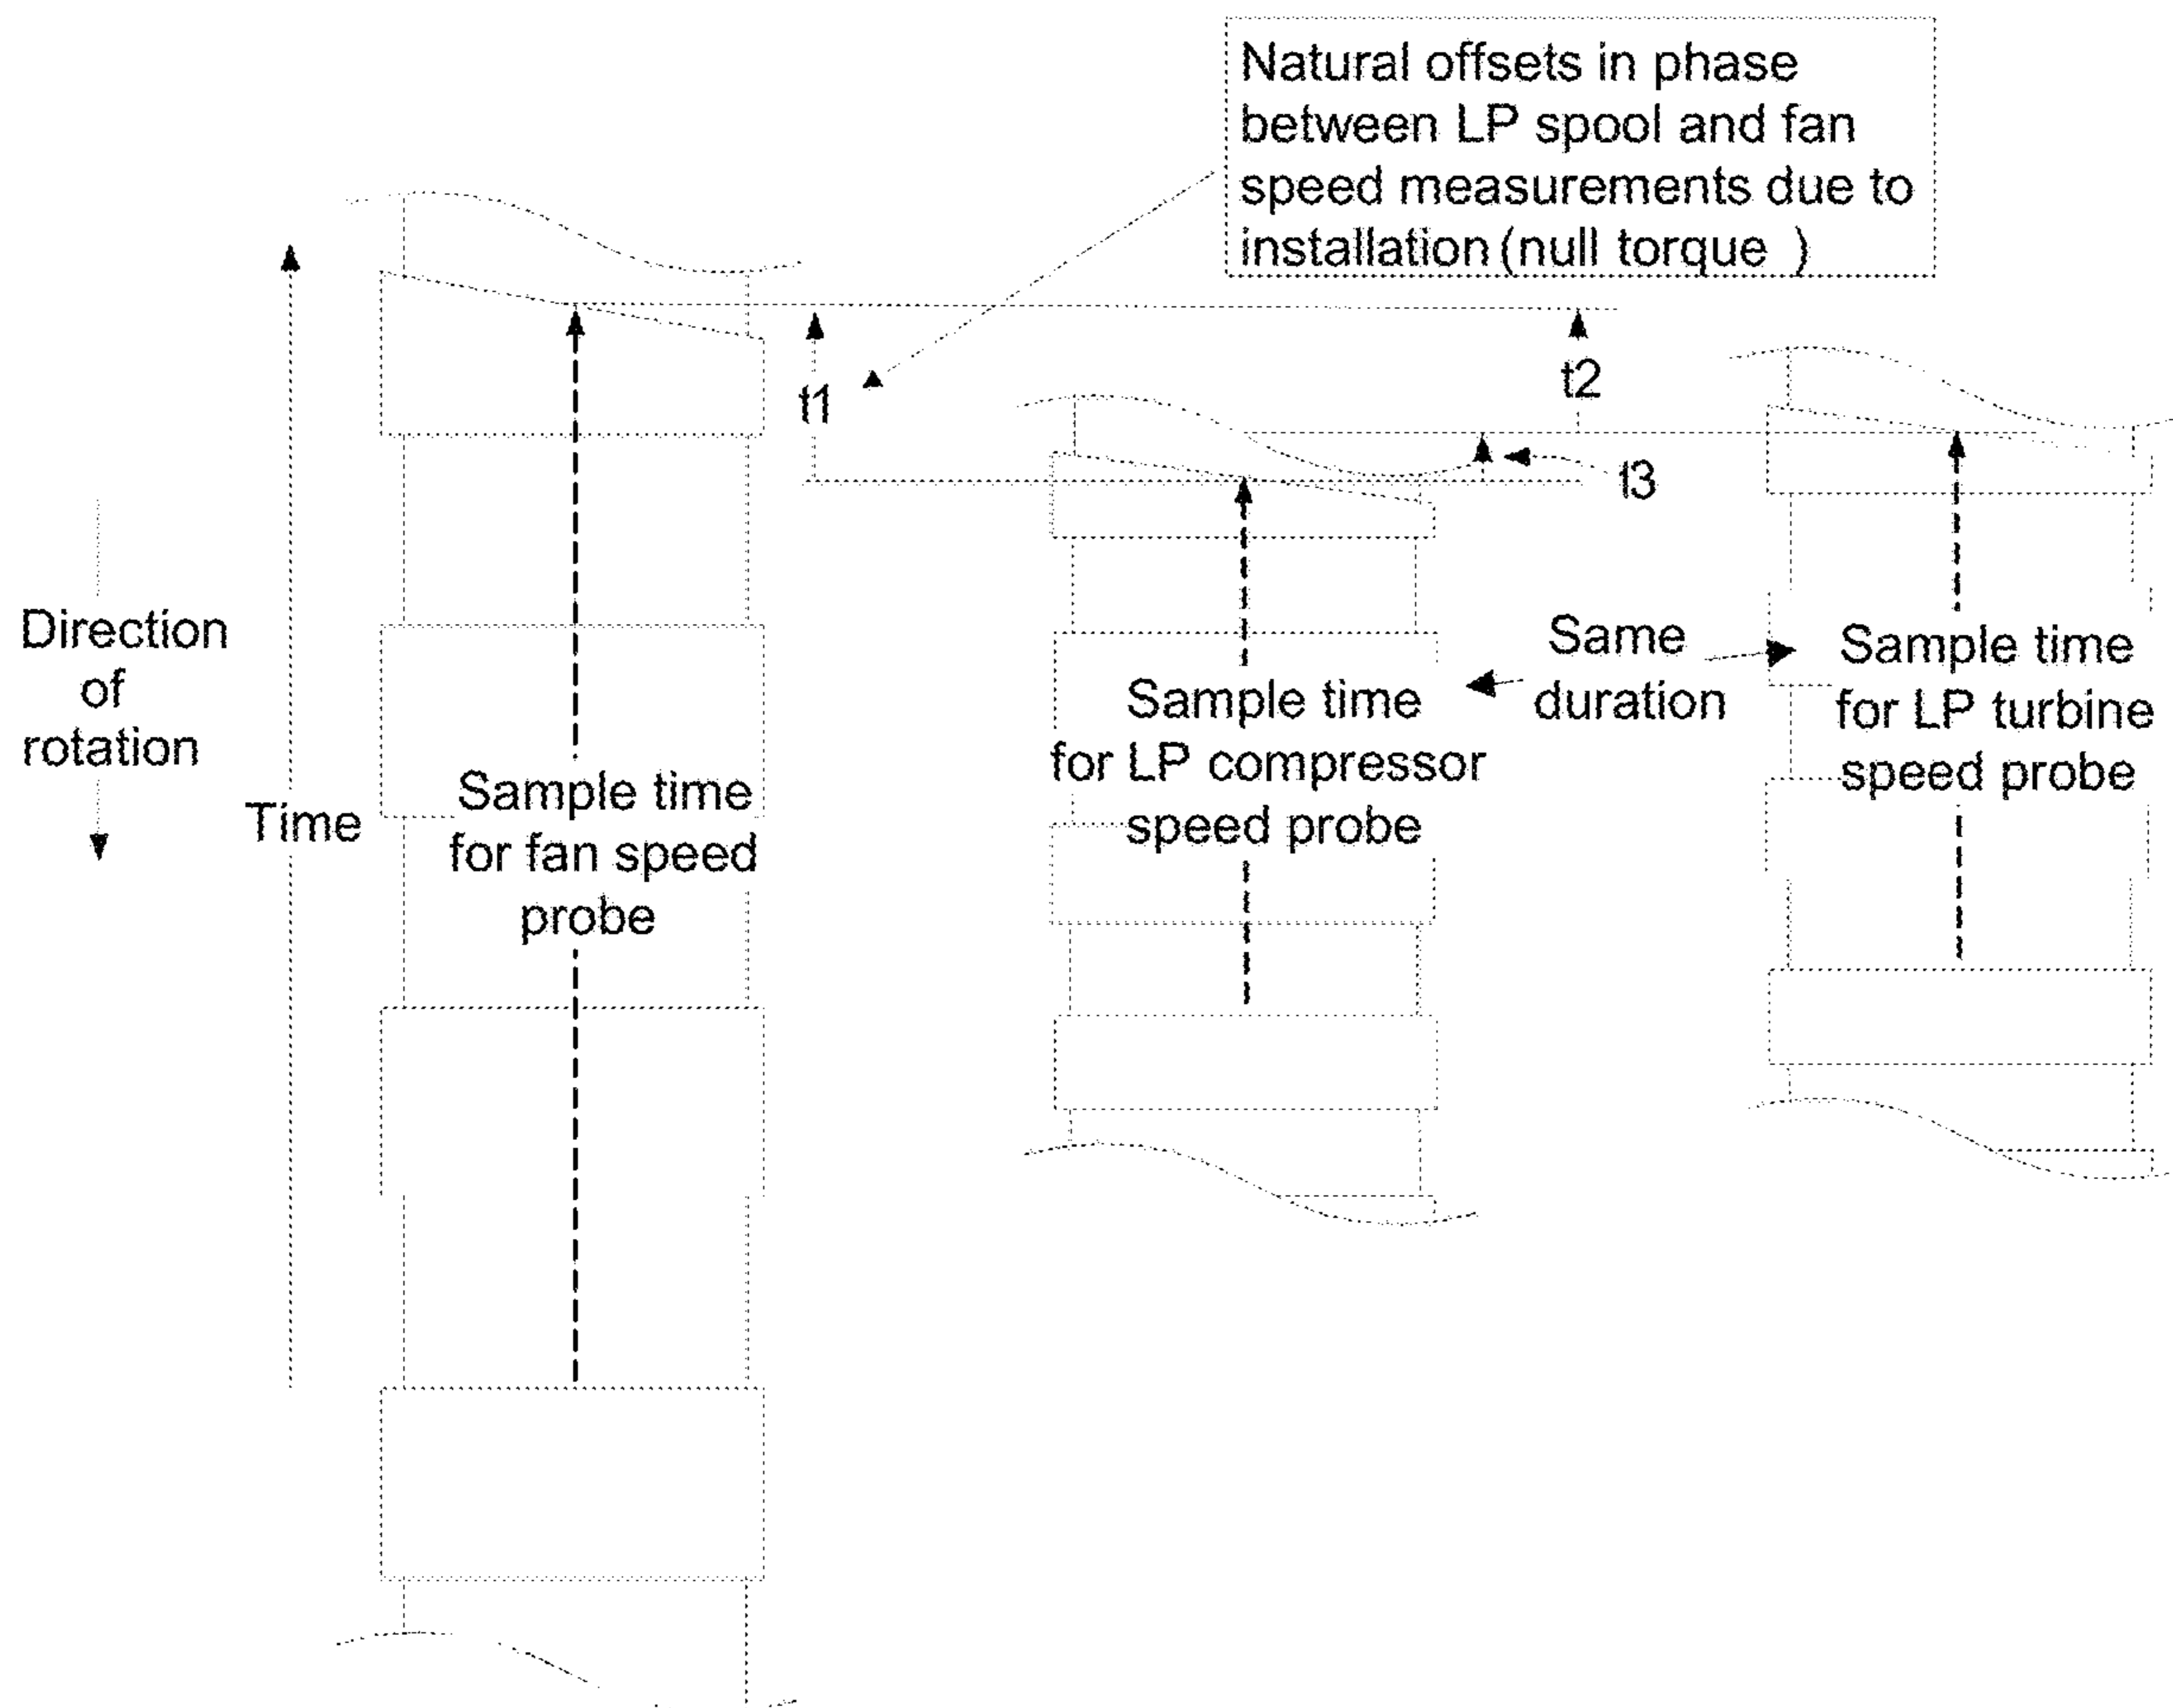 Natural offsets in phase
between LP spool and fan
speed measurements due to
installation (null torque )
t1
t2
t3
Direction
of
rotation
Time
Sample time
for fan speed
probe
Sample time
for LP compressor
speed probe
Same
duration
Sample time
for LP turbine
speed probe